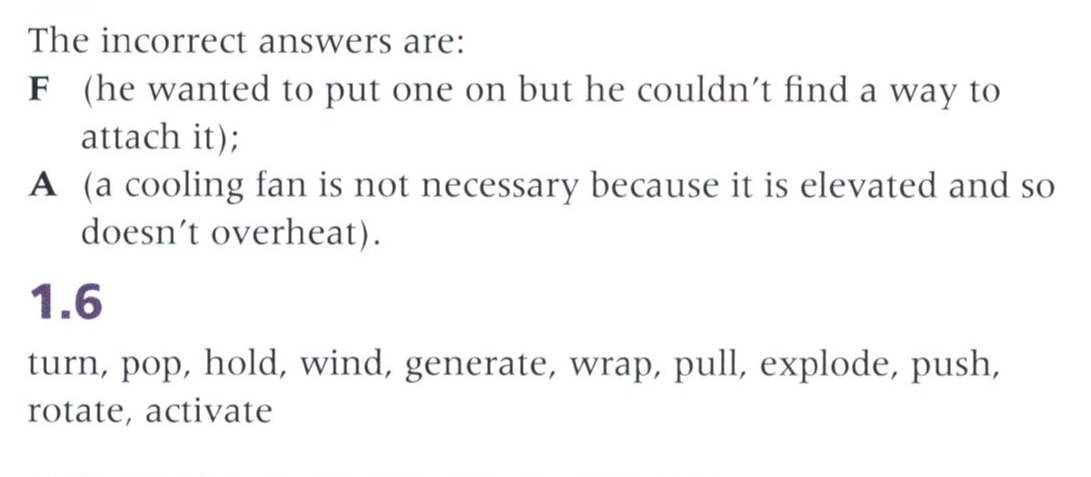 The incorrect answers are:
F (he wanted to put one on but he couldn't find a way to
attach it);
A (a cooling fan is not necessary because it is elevated and so
doesn't overheat).
1.6
turn, pop, hold, wind, generate, wrap, pull, explode, push,
rotate, activate